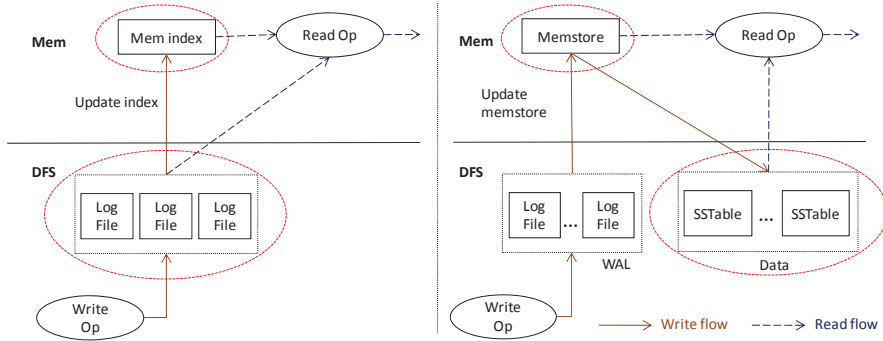 Mem
Mem index
Read Op
Update index
DFS
Log
File
Log
File
Log
File
Write
Op
Mem
Memstore
Read Op
Update
memstore
DFS
Log
File
...
Log
File
WAL
SSTable
...
SSTable
Data
Write
Op
Write flow
Read flow